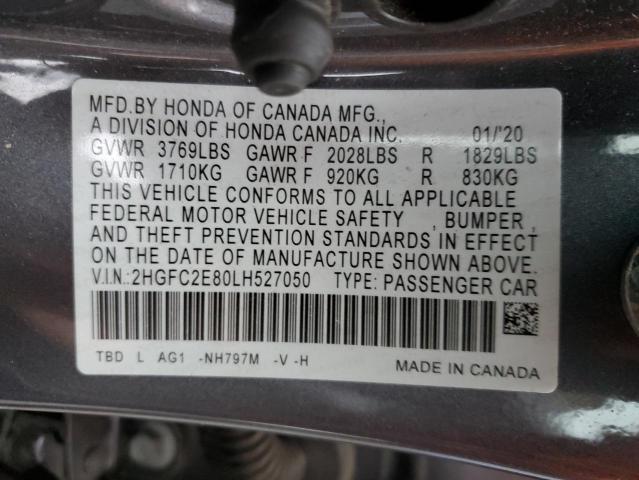 MFD.BY HONDA OF CANADA MFG.,
A DIVISION OF HONDA CANADA INC. 01/'20
GVWR 3769LBS GAWR F 2028LBS R 1829LBS
GVWR 1710KG GAWR F 920KG R 830KG
THIS VEHICLE CONFORMS TO ALL APPLICABLE
FEDERAL MOTOR VEHICLE SAFETY , BUMPER ,
AND THEFT PREVENTION STANDARDS IN EFFECT
ON THE DATE OF MANUFACTURE SHOWN ABOVE.
V.I.N.:2HGFC2E80LH527050 TYPE: PASSENGER CAR
TBD L AG1 -NH797M -V -H
MADE IN CANADA